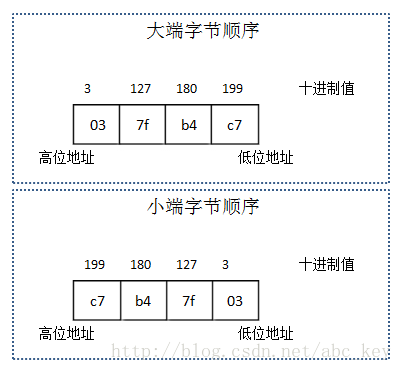 大端字节顺序
3 127 180 199 十进制值
03 7f b4 c7
高位地址 低位地址
小端字节顺序
199 180 127 3 十进制值
c7 b4 7f 03
高位地址 低位地址
http://blog.csdn.net/abc_key